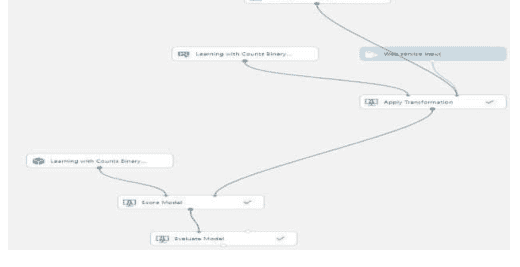 Learning with Counts Binary...
Web service input
Apply Transformation
Learning with Counts Binary...
Score Model
Evaluate Model